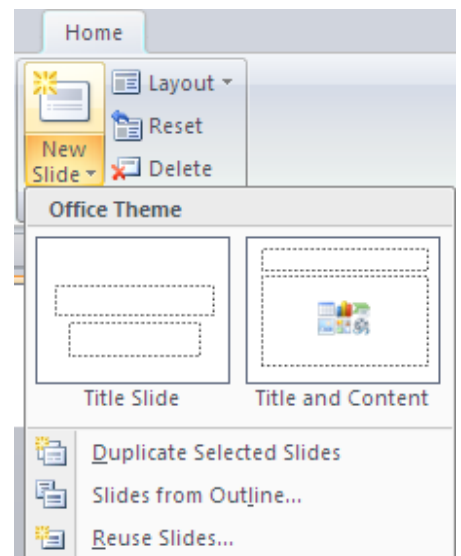 Home
Layout
Reset
New
Slide
Delete
Office Theme
Title Slide
Title and Content
Duplicate Selected Slides
Slides from Outline...
Reuse Slides...